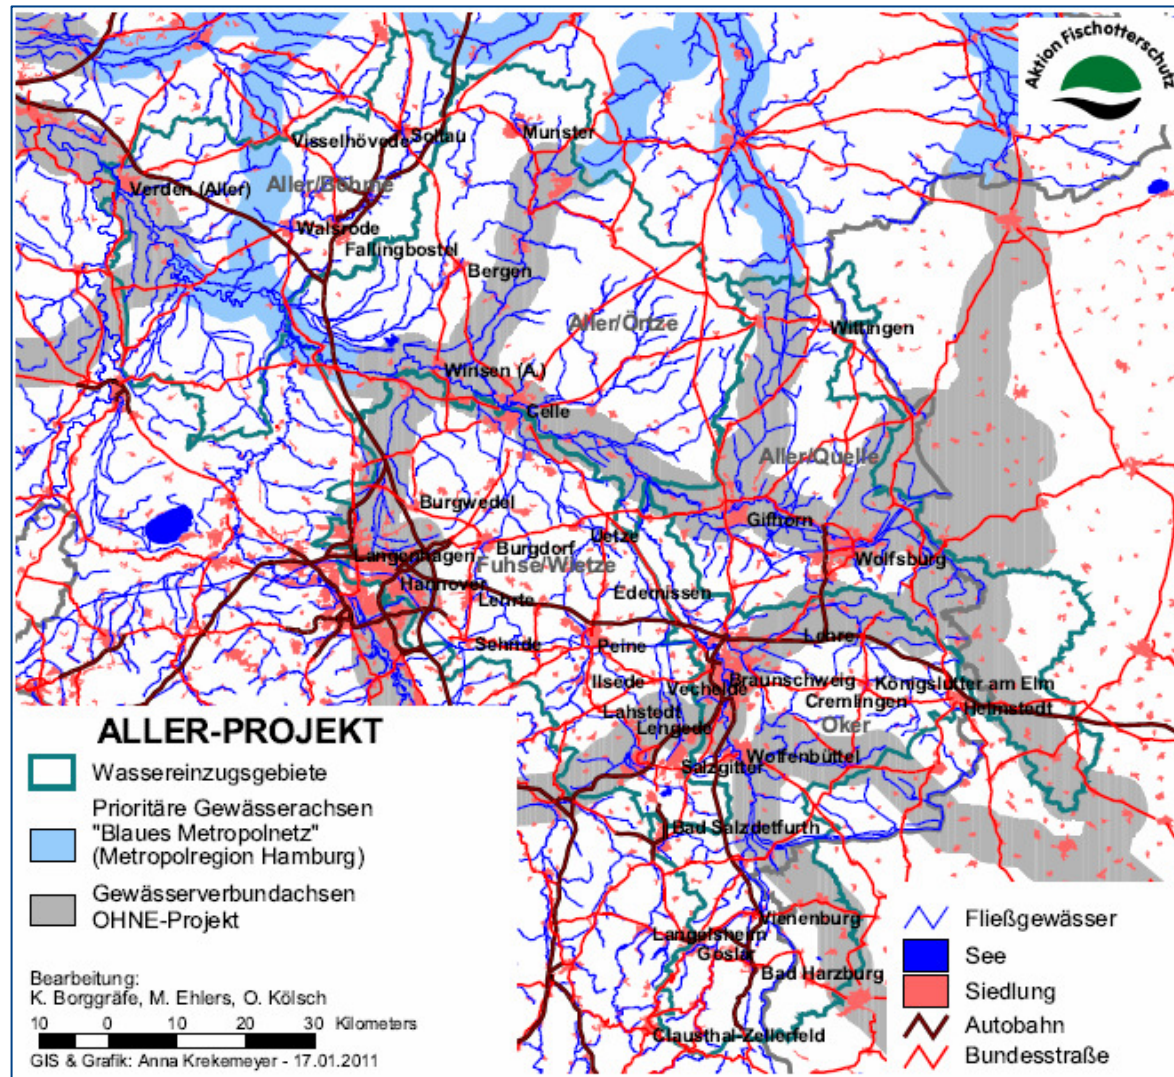 Aktion Fischotterschutz
Munster
Visselhövede
Soltau
Verden (Aller)
Aller/Böhme
Walsrode
Fallingbostel
Bergen
Aller/Örtze
Wittingen
Winsen (A.)
Celle
Aller/Quelle
Burgwedel
Gifhorn
Uetze
Burgdorf
Langenhagen
Fuhse/Wietze
Wolfsburg
Hannover
Edemissen
Lehrte
Lehre
Sehnde
Peine
Ilsede
Vechelde
Braunschweig
Königslutter am Elm
Cremlingen
Helmstedt
Lahstedt
Oker
Lengede
Wolfenbüttel
Salzgitter
Bad Salzdetfurth
Vienenburg
Langelsheim
Goslar
Bad Harzburg
Clausthal-Zellerfeld
ALLER-PROJEKT
Wassereinzugsgebiete
Prioritäre Gewässerachsen
"Blaues Metropolnetz"
(Metropolregion Hamburg)
Gewässerverbundachsen
OHNE-Projekt
Bearbeitung:
K. Borggräfe, M. Ehlers, O. Kölsch
10 0 10 20 30 Kilometers
GIS & Grafik: Anna Krekemeyer - 17.01.2011
Fließgewässer
See
Siedlung
Autobahn
Bundesstraße